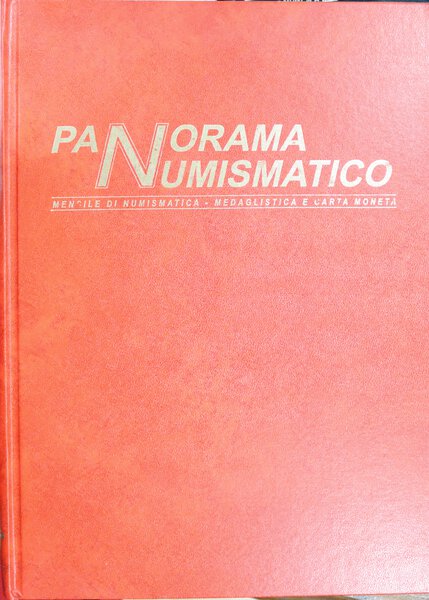 PANORAMA
NUMISMATICO
MENSILE DI NUMISMATICA - MEDAGLISTICA E CARTA MONETA